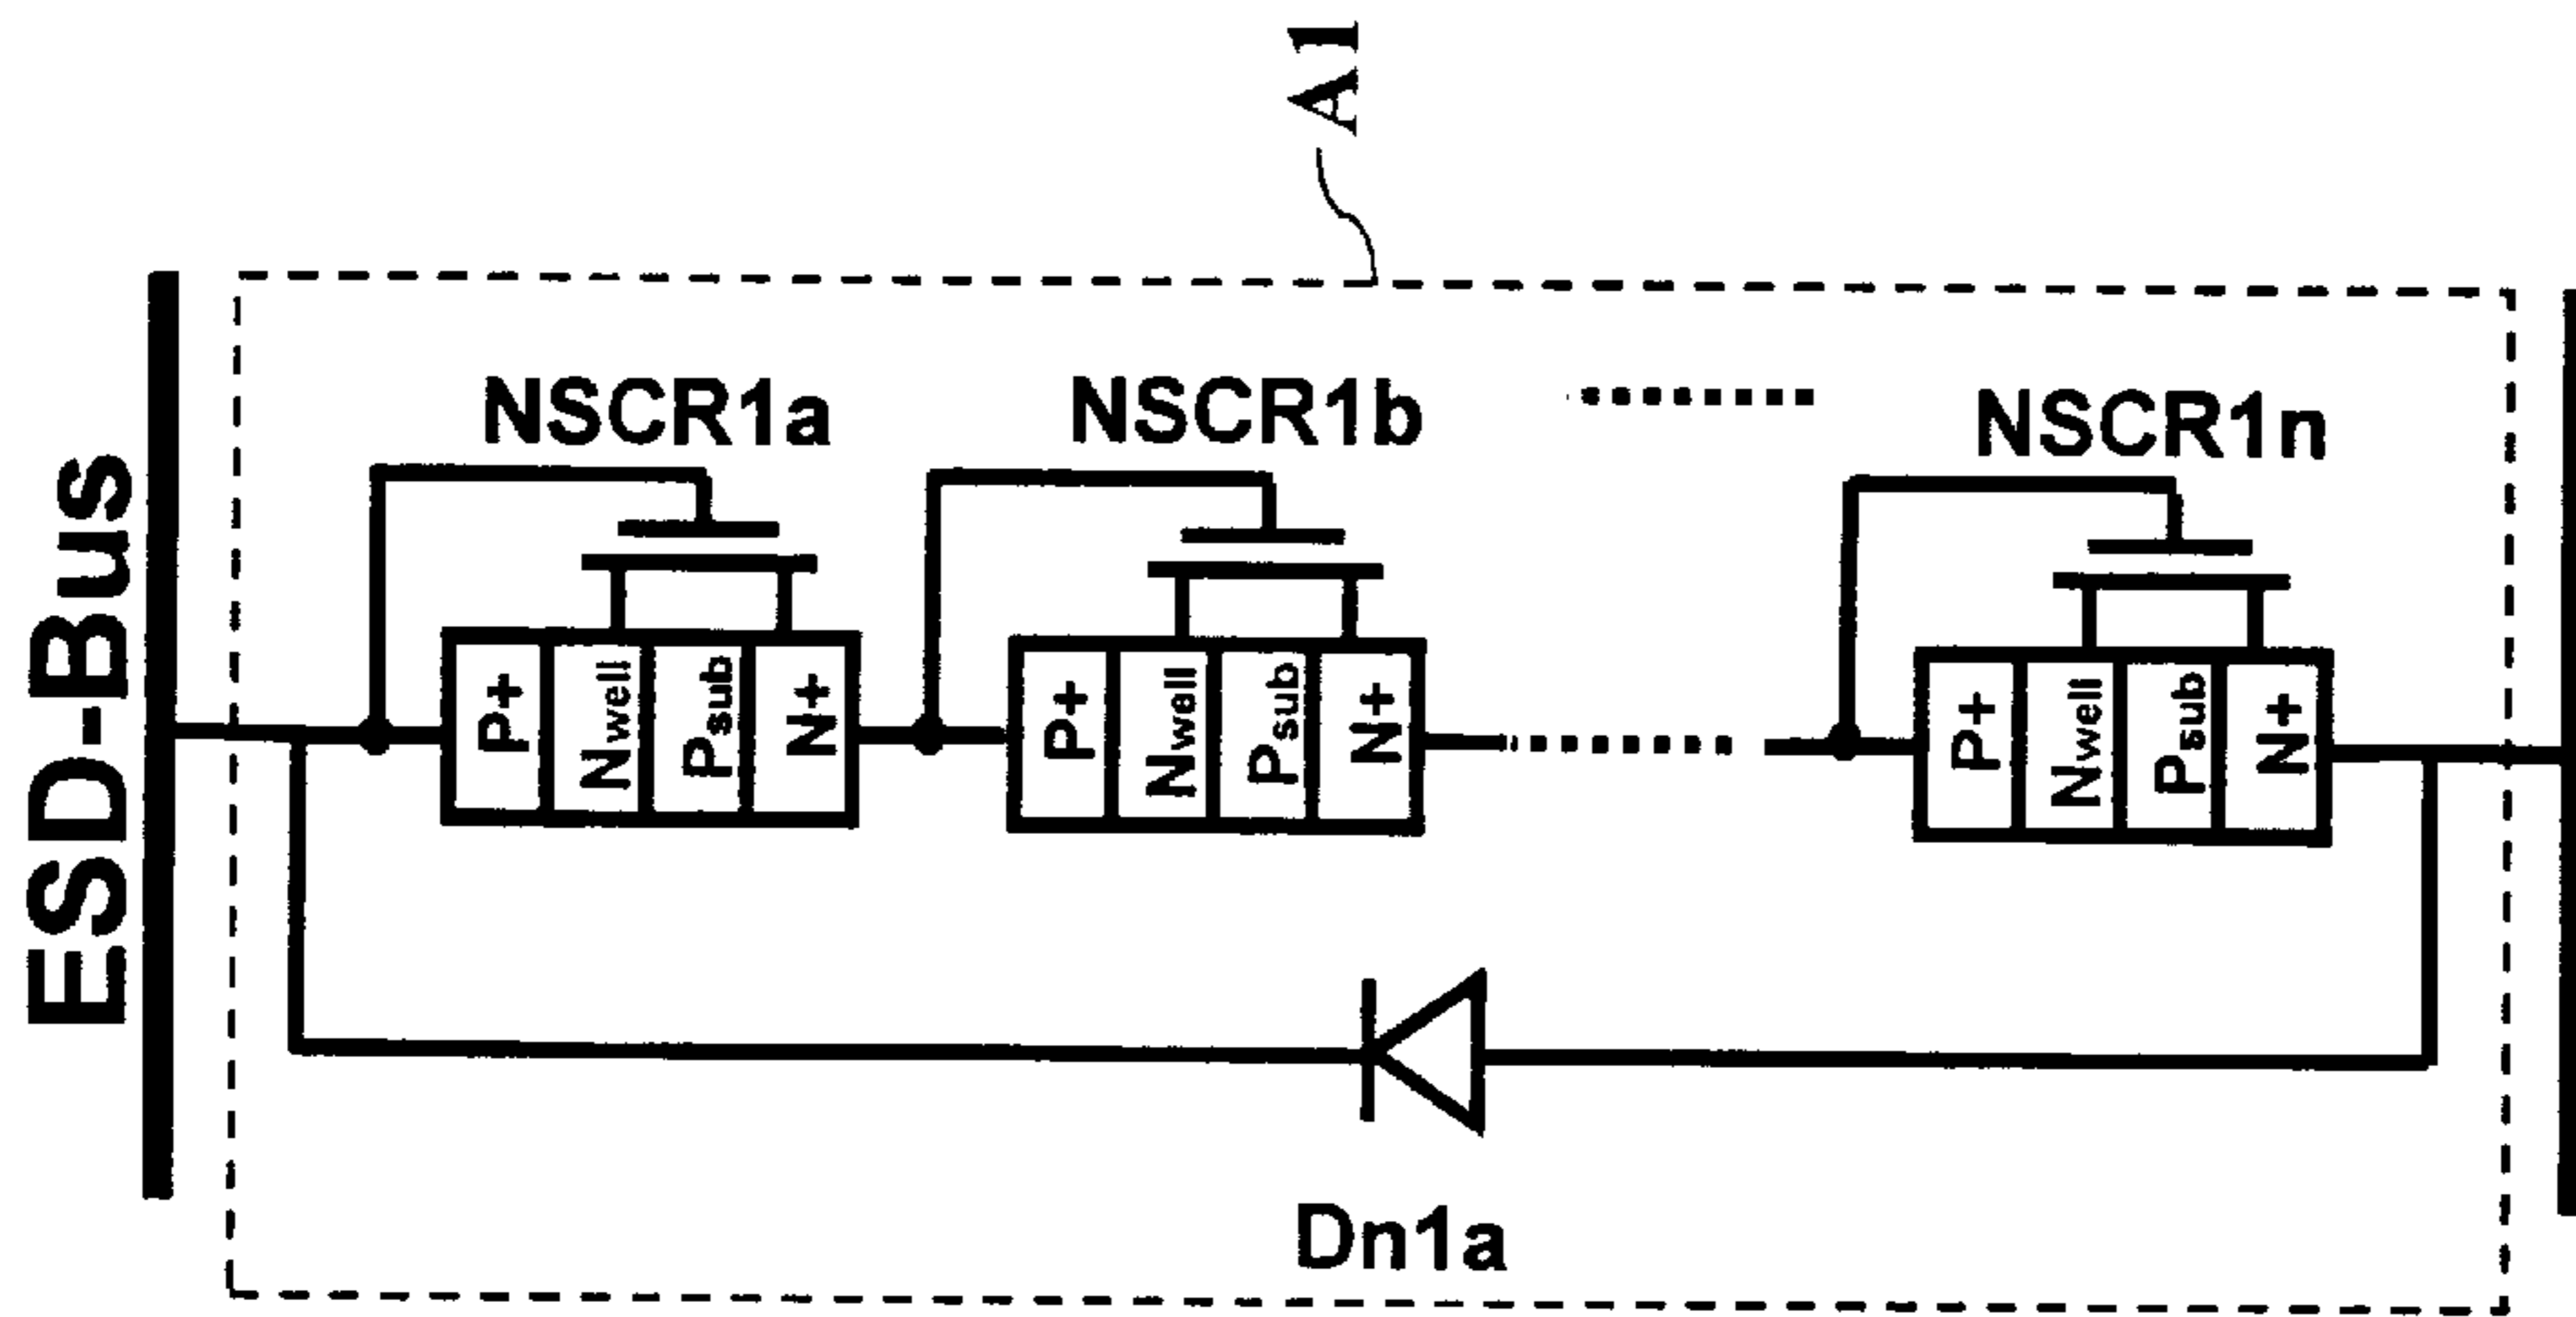 A1
ESD-Bus
NSCR1a
NSCR1b
NSCR1n
P+
Nwell
Psub
N+
P+
Nwell
Psub
N+
P+
Nwell
Psub
N+
Dn1a